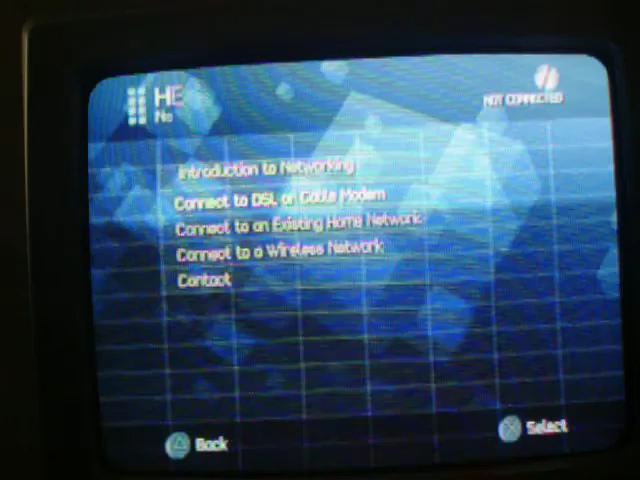 HE
NOT CONNECTED
No
Introduction to Networking
Connect to DSL or Cable Modem
Connect to an Existing Home Network
Connect to a Wireless Network
Contact
Back
Select